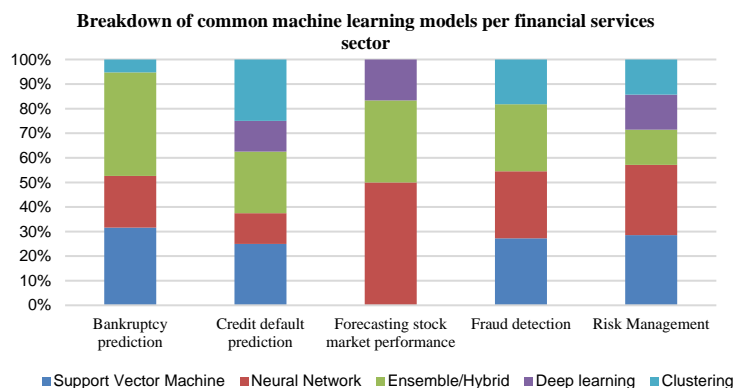 Breakdown of common machine learning models per financial services
sector
100%
90%
80%
70%
60%
50%
40%
30%
20%
10%
0%
Bankruptcy
prediction
Credit default
prediction
Forecasting stock
market performance
Fraud detection
Risk Management
Support Vector Machine Neural Network Ensemble/Hybrid Deep learning Clustering